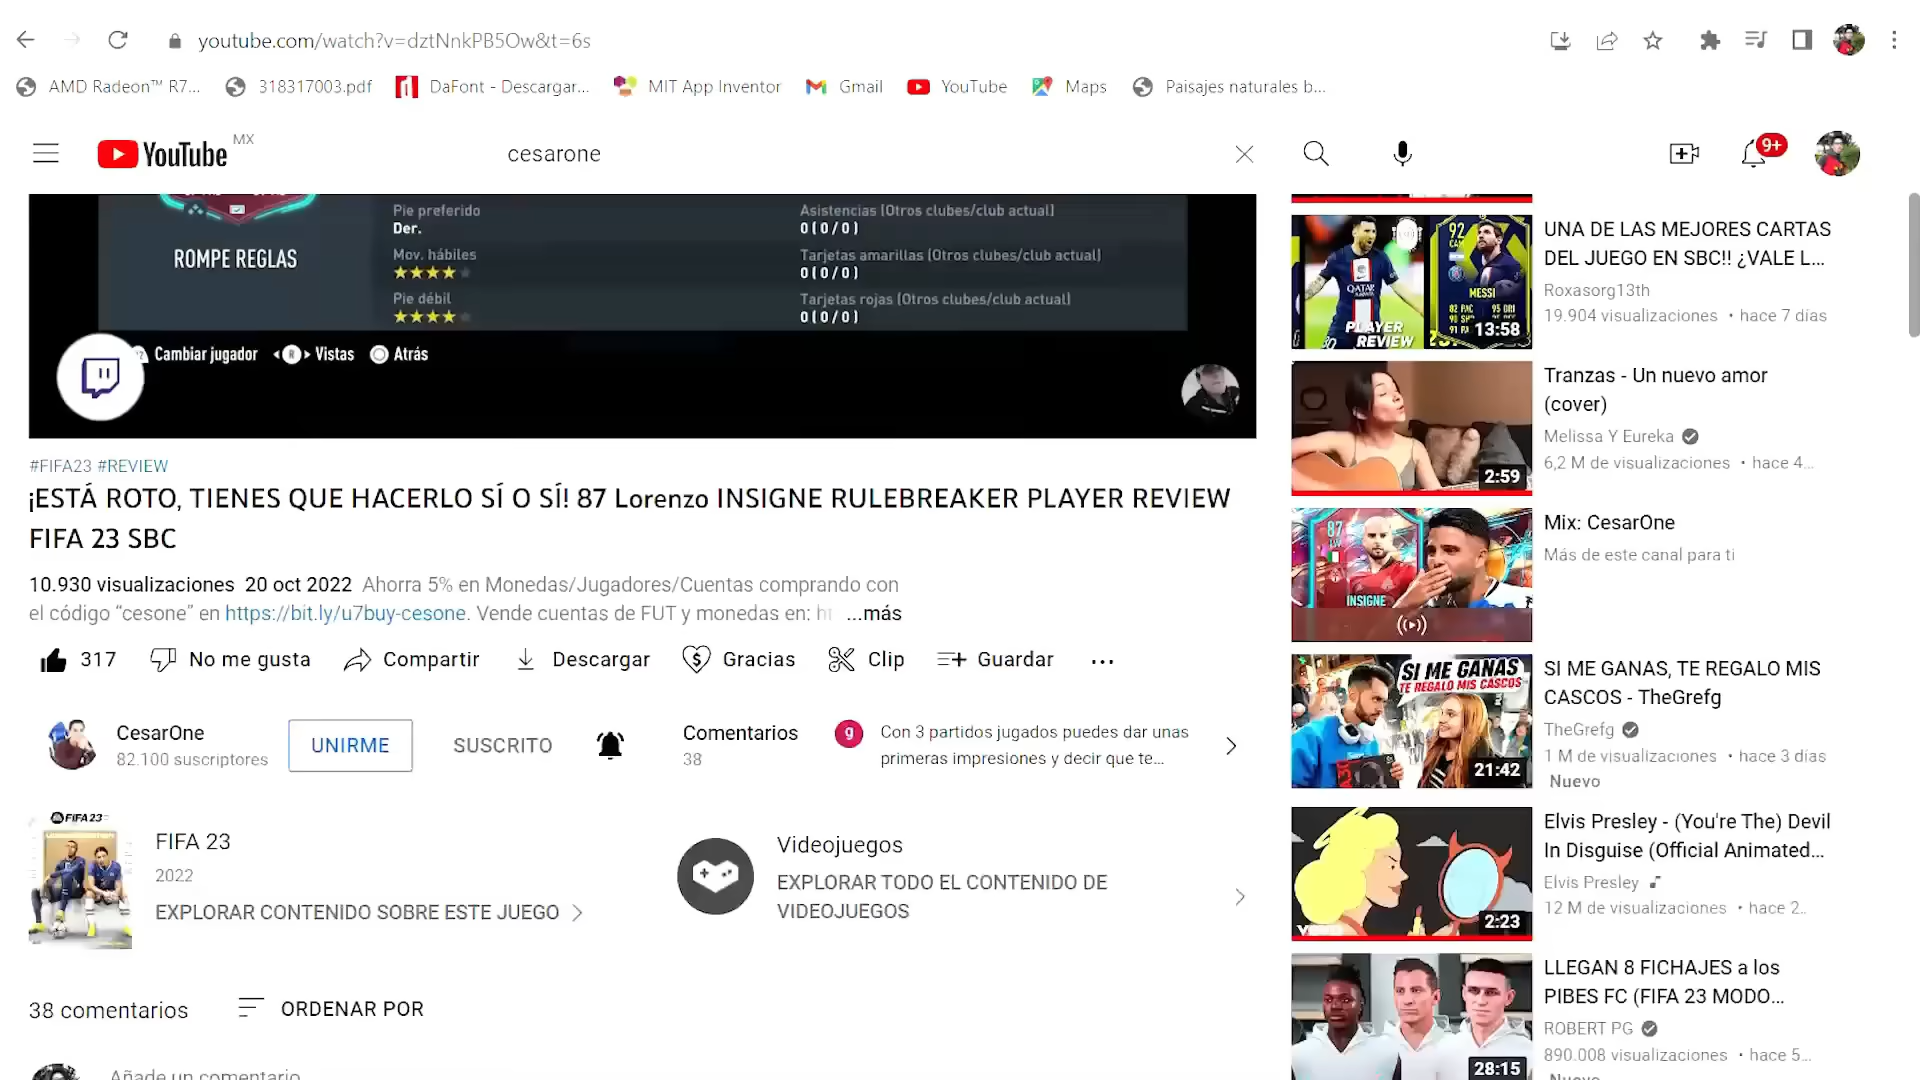 youtube.com/watch?v=dztNnkPB5Ow&t=6s
AMD Radeon™ R7...
318317003.pdf
DaFont - Descargar...
MIT App Inventor
Gmail
YouTube
Maps
Paisajes naturales b...
YouTube MX
cesarone
9+
ROMPE REGLAS
Pie preferido
Der.
Mov. hábiles
Pie débil
Asistencias (Otros clubes/club actual)
0 ( 0 / 0 )
Tarjetas amarillas (Otros clubes/club actual)
0 ( 0 / 0 )
Tarjetas rojas (Otros clubes/club actual)
0 ( 0 / 0 )
Cambiar jugador
R Vistas
Atrás
#FIFA23 #REVIEW
¡ESTÁ ROTO, TIENES QUE HACERLO SÍ O SÍ! 87 Lorenzo INSIGNE RULEBREAKER PLAYER REVIEW
FIFA 23 SBC
10.930 visualizaciones 20 oct 2022 Ahorra 5% en Monedas/Jugadores/Cuentas comprando con
el código “cesone” en https://bit.ly/u7buy-cesone. Vende cuentas de FUT y monedas en: ...más
317
No me gusta
Compartir
Descargar
Gracias
Clip
Guardar
...
CesarOne
82.100 suscriptores
UNIRME
SUSCRITO
Comentarios
38
g
Con 3 partidos jugados puedes dar unas
primeras impresiones y decir que te...
FIFA 23
FIFA 23
2022
EXPLORAR CONTENIDO SOBRE ESTE JUEGO
Videojuegos
EXPLORAR TODO EL CONTENIDO DE
VIDEOJUEGOS
38 comentarios
ORDENAR POR
Añade un comentario
QATAR
92
MESSI
PLAYER
REVIEW
13:58
UNA DE LAS MEJORES CARTAS
DEL JUEGO EN SBC!! ¿VALE L...
Roxasorg13th
19.904 visualizaciones • hace 7 días
2:59
Tranzas - Un nuevo amor
(cover)
Melissa Y Eureka
6,2 M de visualizaciones • hace 4...
87
INSIGNE
Mix: CesarOne
Más de este canal para ti
SI ME GANAS
TE REGALO MIS CASCOS
21:42
SI ME GANAS, TE REGALO MIS
CASCOS - TheGrefg
TheGrefg
1 M de visualizaciones • hace 3 días
Nuevo
2:23
Elvis Presley - (You're The) Devil
In Disguise (Official Animated...
Elvis Presley
12 M de visualizaciones • hace 2..
28:15
LLEGAN 8 FICHAJES a los
PIBES FC (FIFA 23 MODO...
ROBERT PG
890.008 visualizaciones • hace 5...
Nuevo